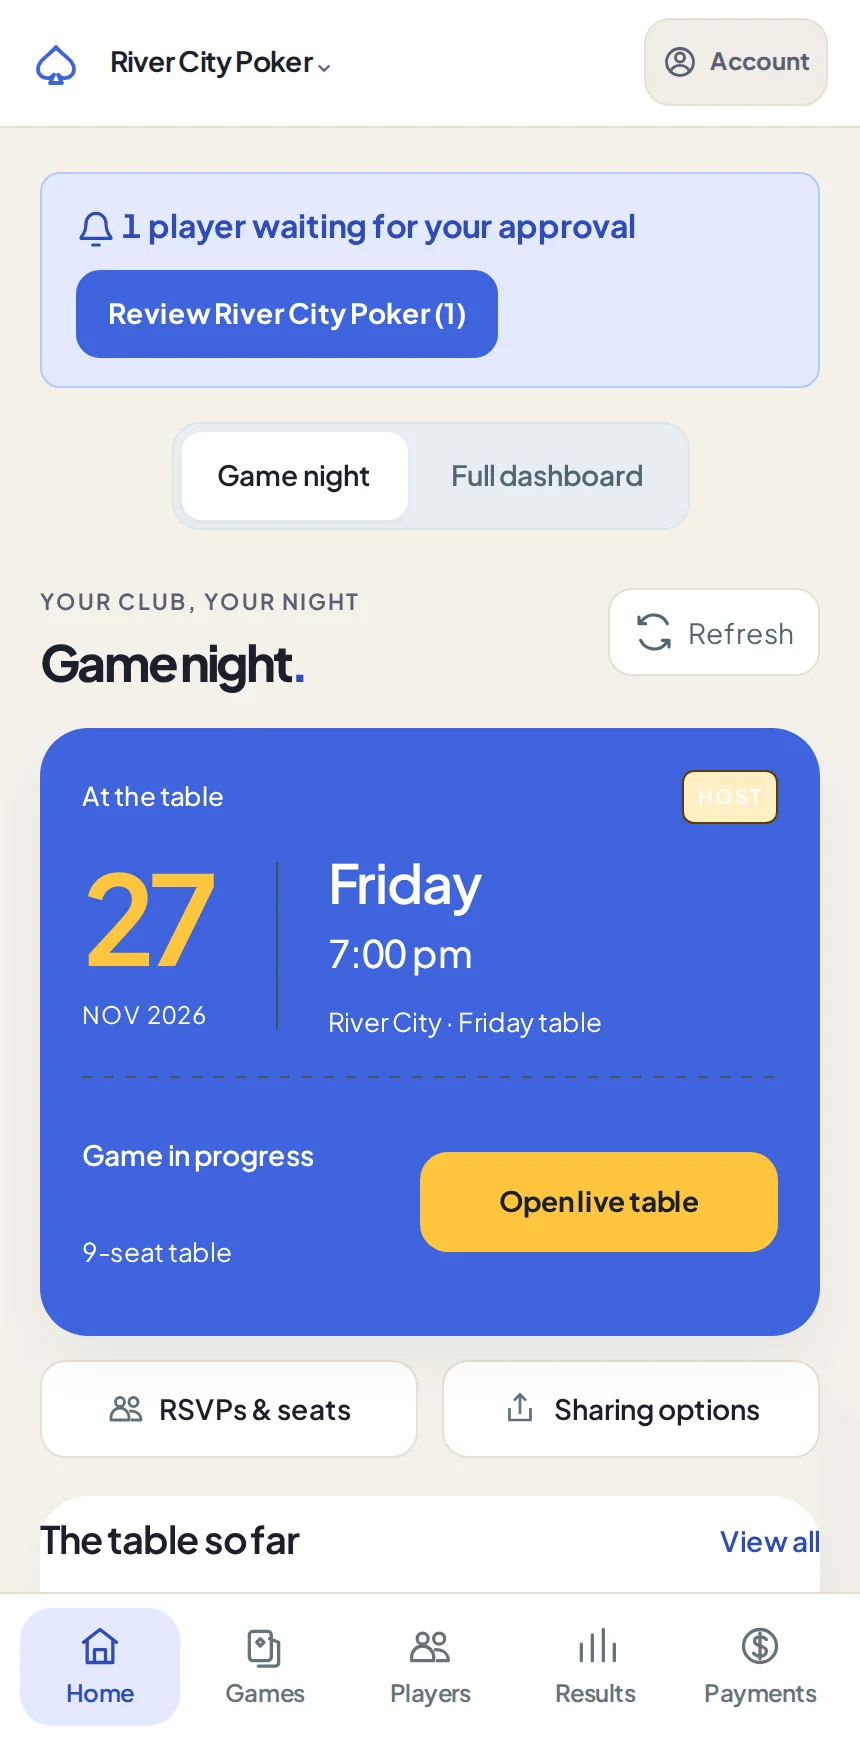 River City Poker
Account
1 player waiting for your approval
Review River City Poker (1)
Game night
Full dashboard
YOUR CLUB, YOUR NIGHT
Game night.
Refresh
At the table
HOST
27
NOV 2026
Friday
7:00 pm
River City · Friday table
Game in progress
Open live table
9-seat table
RSVPs & seats
Sharing options
The table so far
View all
Home
Games
Players
Results
Payments